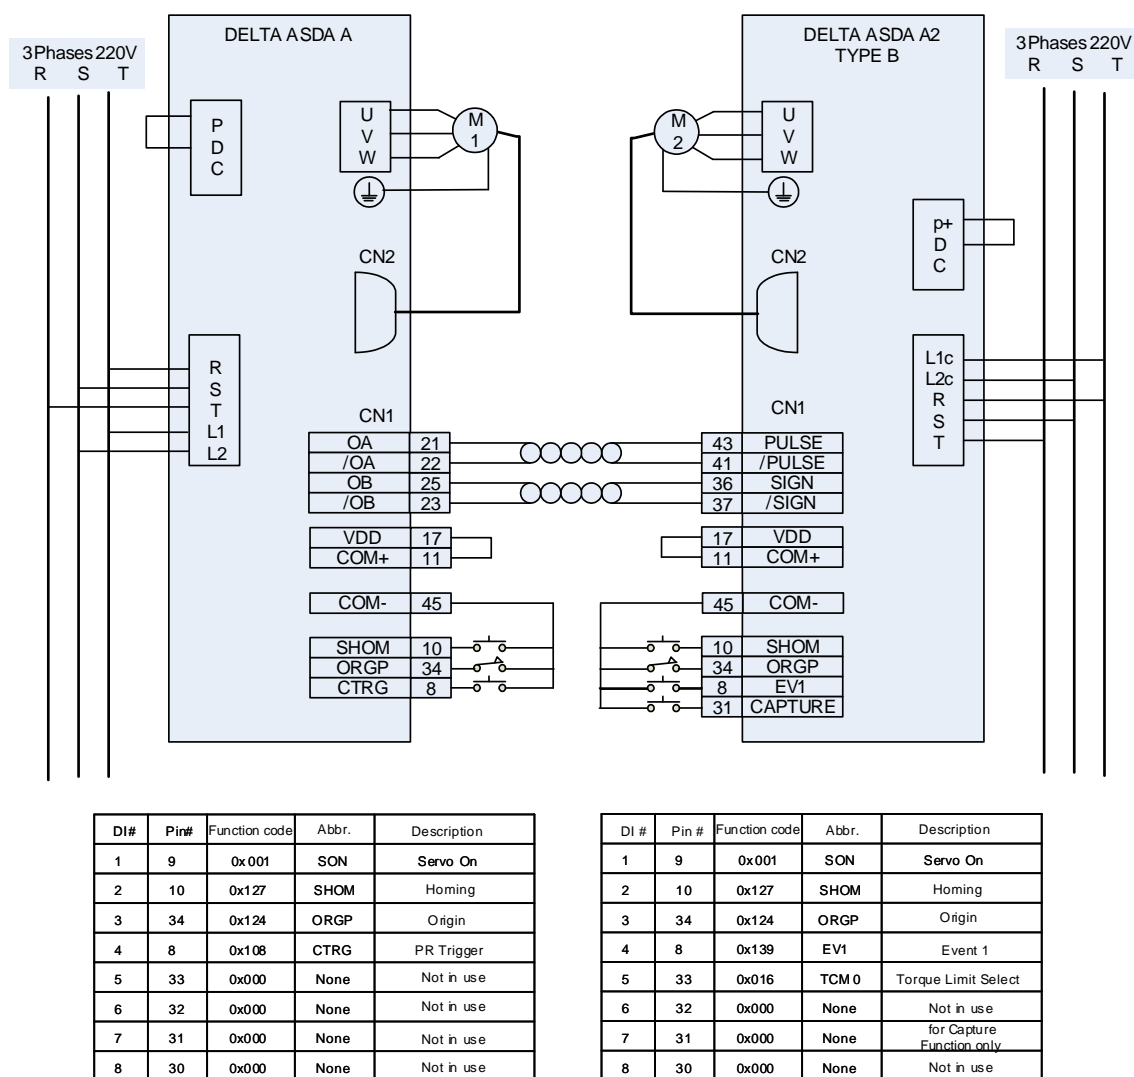 DELTA ASDA A
DELTA ASDA A2
TYPE B
3 Phases 220V
R S T
3 Phases 220V
R S T
P
D
C
U
V
W
M
1
M
2
U
V
W
p+
D
C
CN2
CN2
R
S
T
L1
L2
L1c
L2c
R
S
T
CN1
OA 21
/OA 22
OB 25
/OB 23
VDD 17
COM+ 11
COM- 45
SHOM 10
ORGP 34
CTRG 8
CN1
43 PULSE
41 /PULSE
36 SIGN
37 /SIGN
17 VDD
11 COM+
45 COM-
10 SHOM
34 ORGP
8 EV1
31 CAPTURE
DI# Pin# Function code Abbr. Description
1 9 0x001 SON Servo On
2 10 0x127 SHOM Homing
3 34 0x124 ORGP Origin
4 8 0x108 CTRG PR Trigger
5 33 0x000 None Not in use
6 32 0x000 None Not in use
7 31 0x000 None Not in use
8 30 0x000 None Not in use
DI # Pin # Function code Abbr. Description
1 9 0x001 SON Servo On
2 10 0x127 SHOM Homing
3 34 0x124 ORGP Origin
4 8 0x139 EV1 Event 1
5 33 0x016 TCM0 Torque Limit Select
6 32 0x000 None Not in use
7 31 0x000 None for Capture Function only
8 30 0x000 None Not in use